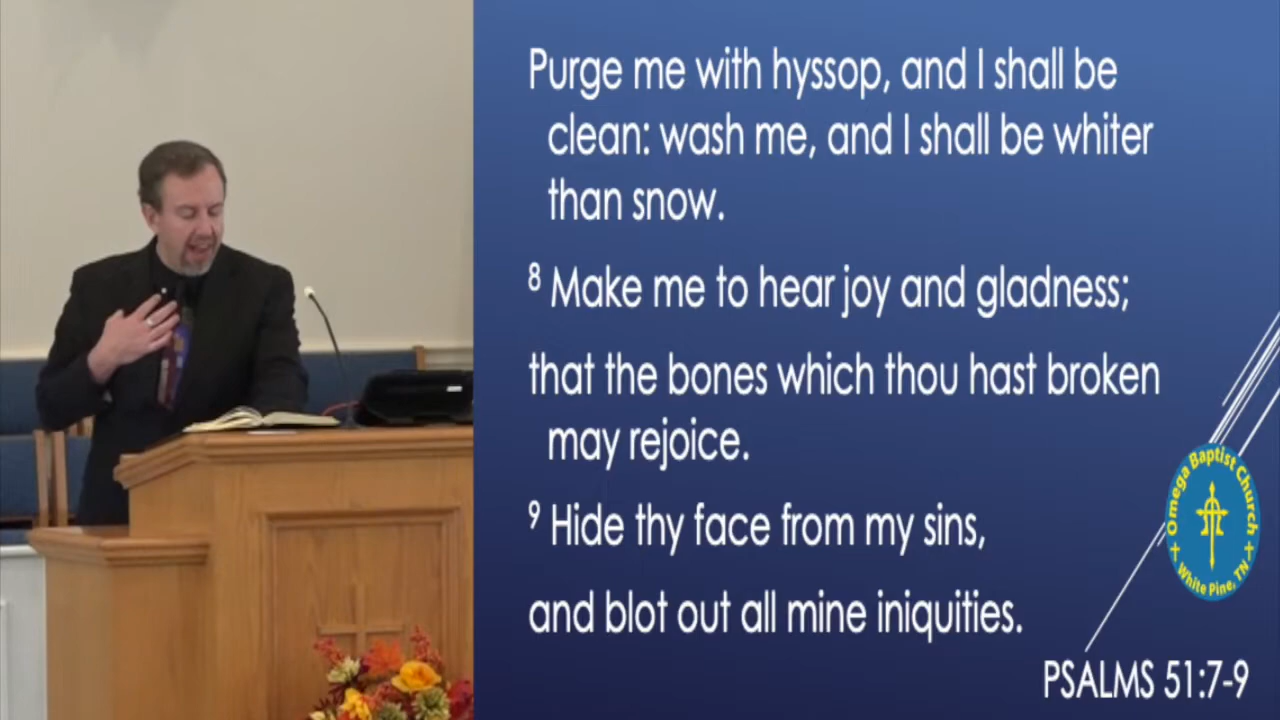 Purge me with hyssop, and I shall be
clean: wash me, and I shall be whiter
than snow.
8 Make me to hear joy and gladness;
that the bones which thou hast broken
may rejoice.
9 Hide thy face from my sins,
and blot out all mine iniquities.
Omega Baptist Church
White Pine, TN
PSALMS 51:7-9